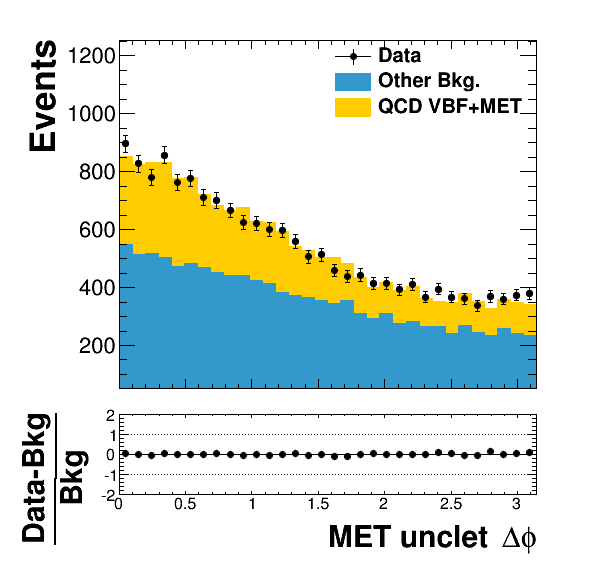 Events
1200
1000
800
600
400
200
Data
Other Bkg.
QCD VBF+MET
Data-Bkg
Bkg
2
1
0
-1
-2
0 0.5 1 1.5 2 2.5 3
MET unclet Δϕ